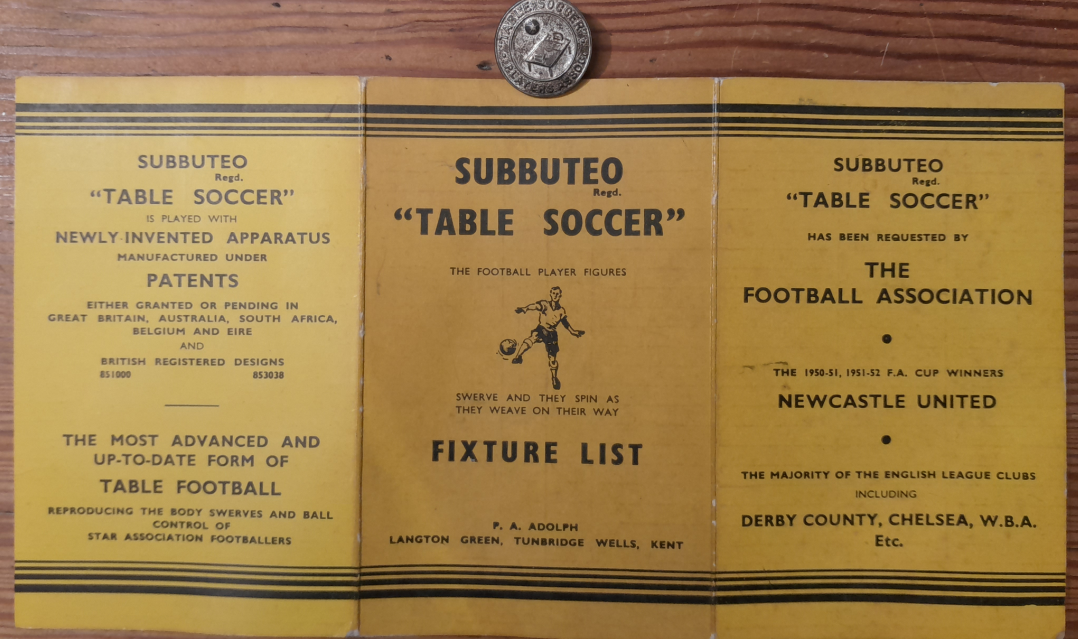 TABLE SOCCER
PLAYERS ASSON
SUBBUTEO
Regd.
"TABLE SOCCER"
IS PLAYED WITH
NEWLY-INVENTED APPARATUS
MANUFACTURED UNDER
PATENTS
EITHER GRANTED OR PENDING IN
GREAT BRITAIN, AUSTRALIA, SOUTH AFRICA,
BELGIUM AND EIRE
AND
BRITISH REGISTERED DESIGNS
851000 853038
THE MOST ADVANCED AND
UP-TO-DATE FORM OF
TABLE FOOTBALL
REPRODUCING THE BODY SWERVES AND BALL
CONTROL OF
STAR ASSOCIATION FOOTBALLERS
SUBBUTEO
Regd.
"TABLE SOCCER"
THE FOOTBALL PLAYER FIGURES
SWERVE AND THEY SPIN AS
THEY WEAVE ON THEIR WAY
FIXTURE LIST
P. A. ADOLPH
LANGTON GREEN, TUNBRIDGE WELLS, KENT
SUBBUTEO
Regd.
"TABLE SOCCER"
HAS BEEN REQUESTED BY
THE
FOOTBALL ASSOCIATION
THE 1950-51, 1951-52 F.A. CUP WINNERS
NEWCASTLE UNITED
THE MAJORITY OF THE ENGLISH LEAGUE CLUBS
INCLUDING
DERBY COUNTY, CHELSEA, W.B.A.
Etc.